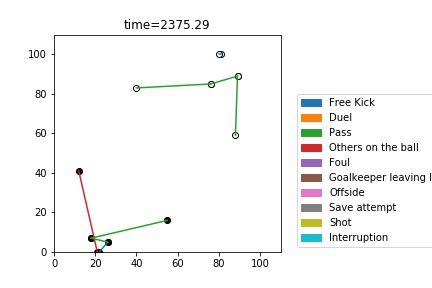 time=2375.29
100
80
60
40
20
0
0 20 40 60 80 100
Free Kick
Duel
Pass
Others on the ball
Foul
Goalkeeper leaving l
Offside
Save attempt
Shot
Interruption